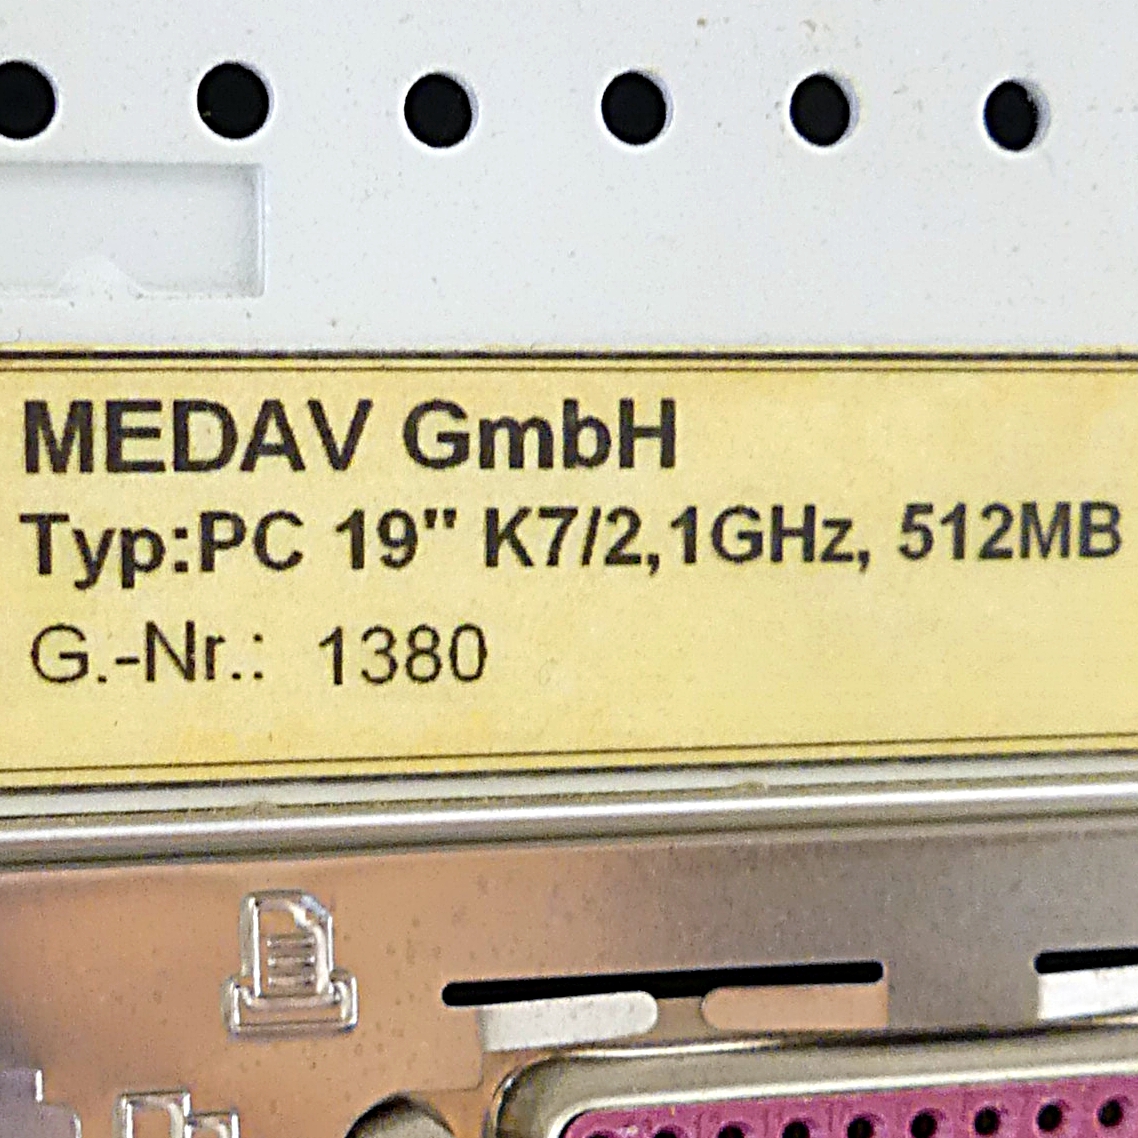 MEDAV GmbH
Typ:PC 19" K7/2,1GHz, 512MB
G.-Nr.: 1380